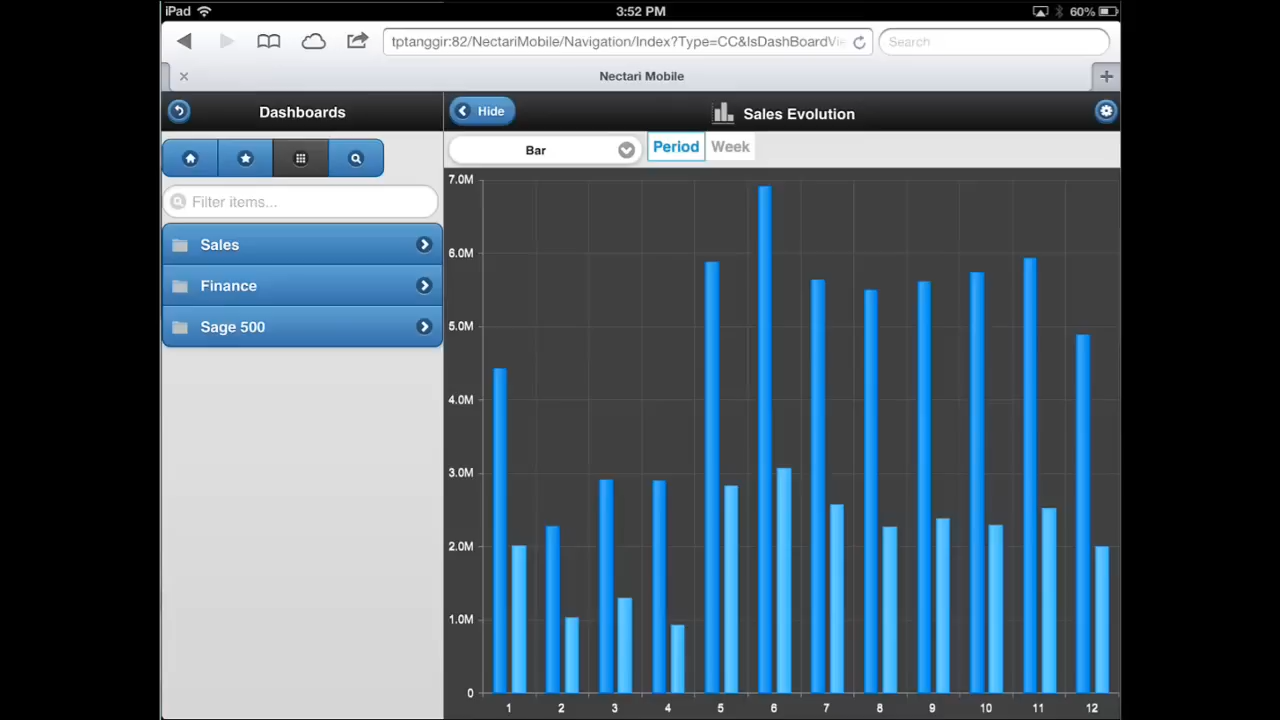 iPad 3:52 PM 60%
tptanggir:82/NectariMobile/Navigation/Index?Type=CC&IsDashBoardVie
Search
Nectari Mobile
Dashboards
Hide
Sales Evolution
Bar
Period
Week
Filter items...
Sales
Finance
Sage 500
7.0M
6.0M
5.0M
4.0M
3.0M
2.0M
1.0M
0
1 2 3 4 5 6 7 8 9 10 11 12